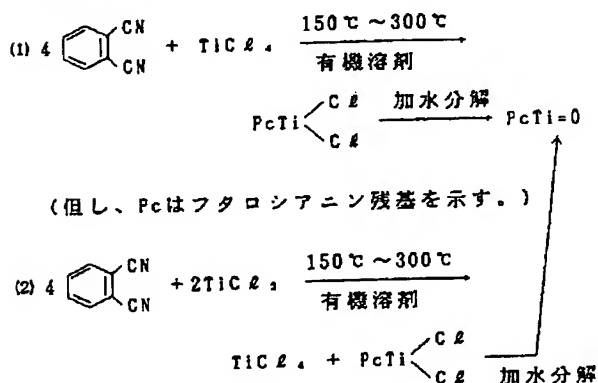 (1) 4 CN CN + TiCl₄ 150℃~300℃ 有機溶剤
PcTi Cl Cl 加水分解 PcTi=O
(但し、Pcはフタロシアニン残基を示す。)
(2) 4 CN CN + 2TiCl₃ 150℃~300℃ 有機溶剤
TiCl₄ + PcTi Cl Cl 加水分解